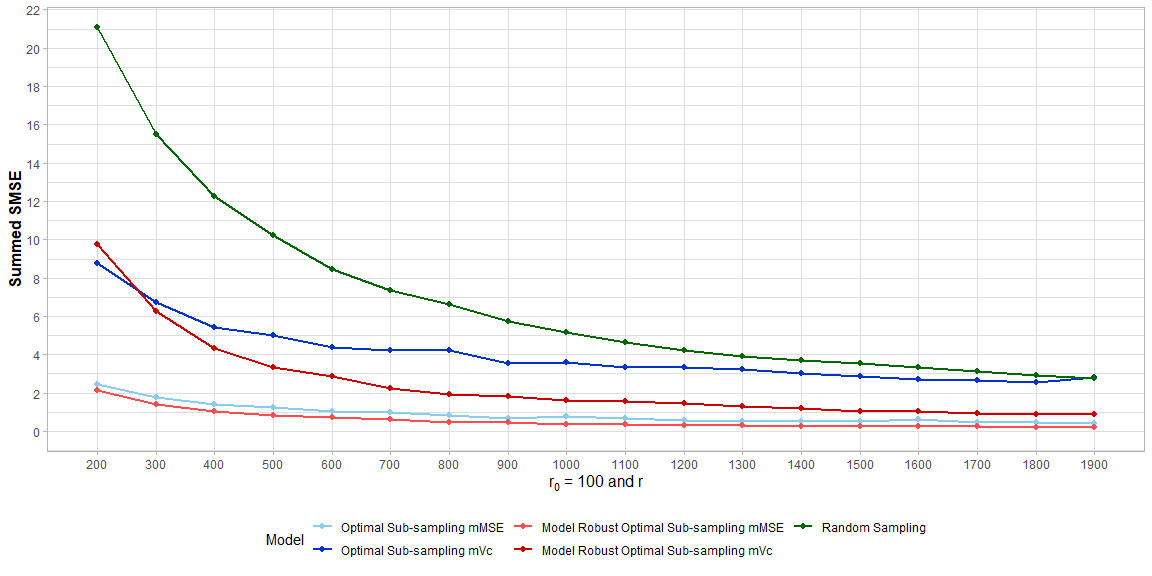 22
20
18
16
14
12
10
8
6
4
2
0
Summed SMSE
200 300 400 500 600 700 800 900 1000 1100 1200 1300 1400 1500 1600 1700 1800 1900
r0 = 100 and r
Model
Optimal Sub-sampling mMSE
Model Robust Optimal Sub-sampling mMSE
Random Sampling
Optimal Sub-sampling mVc
Model Robust Optimal Sub-sampling mVc